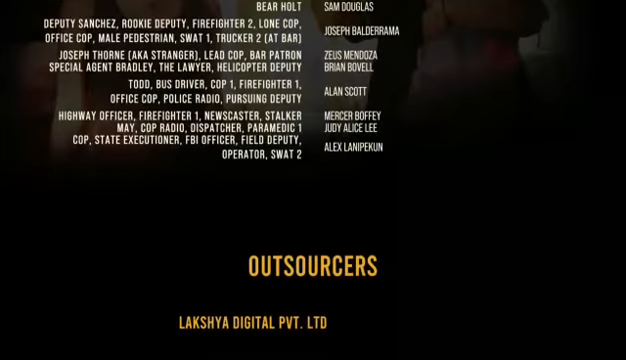 BEAR HOLT SAM DOUGLAS
DEPUTY SANCHEZ, ROOKIE DEPUTY, FIREFIGHTER 2, LONE COP,
OFFICE COP, MALE PEDESTRIAN, SWAT 1, TRUCKER 2 (AT BAR) JOSEPH BALDERRAMA
JOSEPH THORNE (AKA STRANGER), LEAD COP, BAR PATRON ZEUS MENDOZA
SPECIAL AGENT BRADLEY, THE LAWYER, HELICOPTER DEPUTY BRIAN BOVELL
TODD, BUS DRIVER, COP 1, FIREFIGHTER 1,
OFFICE COP, POLICE RADIO, PURSUING DEPUTY ALAN SCOTT
HIGHWAY OFFICER, FIREFIGHTER 1, NEWSCASTER, STALKER MERCER BOFFEY
MAY, COP RADIO, DISPATCHER, PARAMEDIC 1 JUDY ALICE LEE
COP, STATE EXECUTIONER, FBI OFFICER, FIELD DEPUTY,
OPERATOR, SWAT 2 ALEX LANIPEKUN
OUTSOURCERS
LAKSHYA DIGITAL PVT. LTD